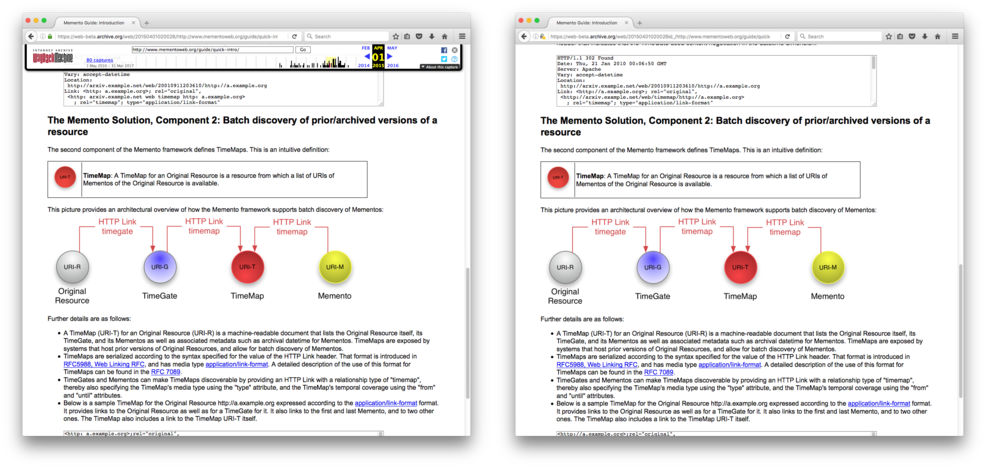 Memento Guide: Introduction
https://web-beta.archive.org/web/20150401020026/http://www.mementoweb.org/guide/quick-in
Search
INTERNET ARCHIVE
WayBackMachine
http://www.mementoweb.org/guide/quick-intro/
Go
FEB
APR
MAY
80 captures
01
2014
2015
2016
About this capture
Vary: accept-datetime
Location:
http://arxiv.example.net/web/20010911203610/http://a.example.org
Link: <http://a.example.org>; rel="original",
<http: arxiv.example.net web timemap http: a.example.org>
; rel="timemap"; type="application/link-format"
The Memento Solution, Component 2: Batch discovery of prior/archived versions of a
resource
The second component of the Memento framework defines TimeMaps. This is an intuitive definition:
URI-T
TimeMap: A TimeMap for an Original Resource is a resource from which a list of URIs of
Mementos of the Original Resource is available.
This picture provides an architectural overview of how the Memento framework supports batch discovery of Mementos:
HTTP Link
timegate
HTTP Link
timemap
HTTP Link
timemap
URI-R
URI-G
URI-T
URI-M
Original
Resource
TimeGate
TimeMap
Memento
Further details are as follows:
• A TimeMap (URI-T) for an Original Resource (URI-R) is a machine-readable document that lists the Original Resource itself, its
TimeGate, and its Mementos as well as associated metadata such as archival datetime for Mementos. TimeMaps are exposed by
systems that host prior versions of Original Resources, and allow for batch discovery of Mementos.
• TimeMaps are serialized according to the syntax specified for the value of the HTTP Link header. That format is introduced in
RFC5988, Web Linking RFC, and has media type application/link-format. A detailed description of the use of this format for
TimeMaps can be found in the RFC 7089.
• TimeGates and Mementos can make TimeMaps discoverable by providing an HTTP Link with a relationship type of "timemap",
thereby also specifying the TimeMap's media type using the "type" attribute, and the TimeMap's temporal coverage using the "from"
and "until" attributes.
• Below is a sample TimeMap for the Original Resource http://a.example.org expressed according to the application/link-format format.
It provides links to the Original Resource as well as for a TimeGate for it. It also links to the first and last Memento, and to two other
ones. The TimeMap also includes a link to the TimeMap URI-T itself.
<http: a.example.org>;rel="original",
Memento Guide: Introduction
https://web-beta.archive.org/web/20150401020026id_/http://www.mementoweb.org/guide/quick
Search
HTTP/1.1 302 Found
Date: Thu, 21 Jan 2010 00:06:50 GMT
Server: Apache
Vary: accept-datetime
Location:
http://arxiv.example.net/web/20010911203610/http://a.example.org
Link: <http://a.example.org>; rel="original",
<http://arxiv.example.net/web/timemap/http://a.example.org>
; rel="timemap"; type="application/link-format"
The Memento Solution, Component 2: Batch discovery of prior/archived versions of a
resource
The second component of the Memento framework defines TimeMaps. This is an intuitive definition:
URI-T
TimeMap: A TimeMap for an Original Resource is a resource from which a list of URIs of
Mementos of the Original Resource is available.
This picture provides an architectural overview of how the Memento framework supports batch discovery of Mementos:
HTTP Link
timegate
HTTP Link
timemap
HTTP Link
timemap
URI-R
URI-G
URI-T
URI-M
Original
Resource
TimeGate
TimeMap
Memento
Further details are as follows:
• A TimeMap (URI-T) for an Original Resource (URI-R) is a machine-readable document that lists the Original Resource itself, its
TimeGate, and its Mementos as well as associated metadata such as archival datetime for Mementos. TimeMaps are exposed by
systems that host prior versions of Original Resources, and allow for batch discovery of Mementos.
• TimeMaps are serialized according to the syntax specified for the value of the HTTP Link header. That format is introduced in
RFC5988, Web Linking RFC, and has media type application/link-format. A detailed description of the use of this format for
TimeMaps can be found in the RFC 7089.
• TimeGates and Mementos can make TimeMaps discoverable by providing an HTTP Link with a relationship type of "timemap",
thereby also specifying the TimeMap's media type using the "type" attribute, and the TimeMap's temporal coverage using the "from"
and "until" attributes.
• Below is a sample TimeMap for the Original Resource http://a.example.org expressed according to the application/link-format format.
It provides links to the Original Resource as well as for a TimeGate for it. It also links to the first and last Memento, and to two other
ones. The TimeMap also includes a link to the TimeMap URI-T itself.
<http://a.example.org>;rel="original",